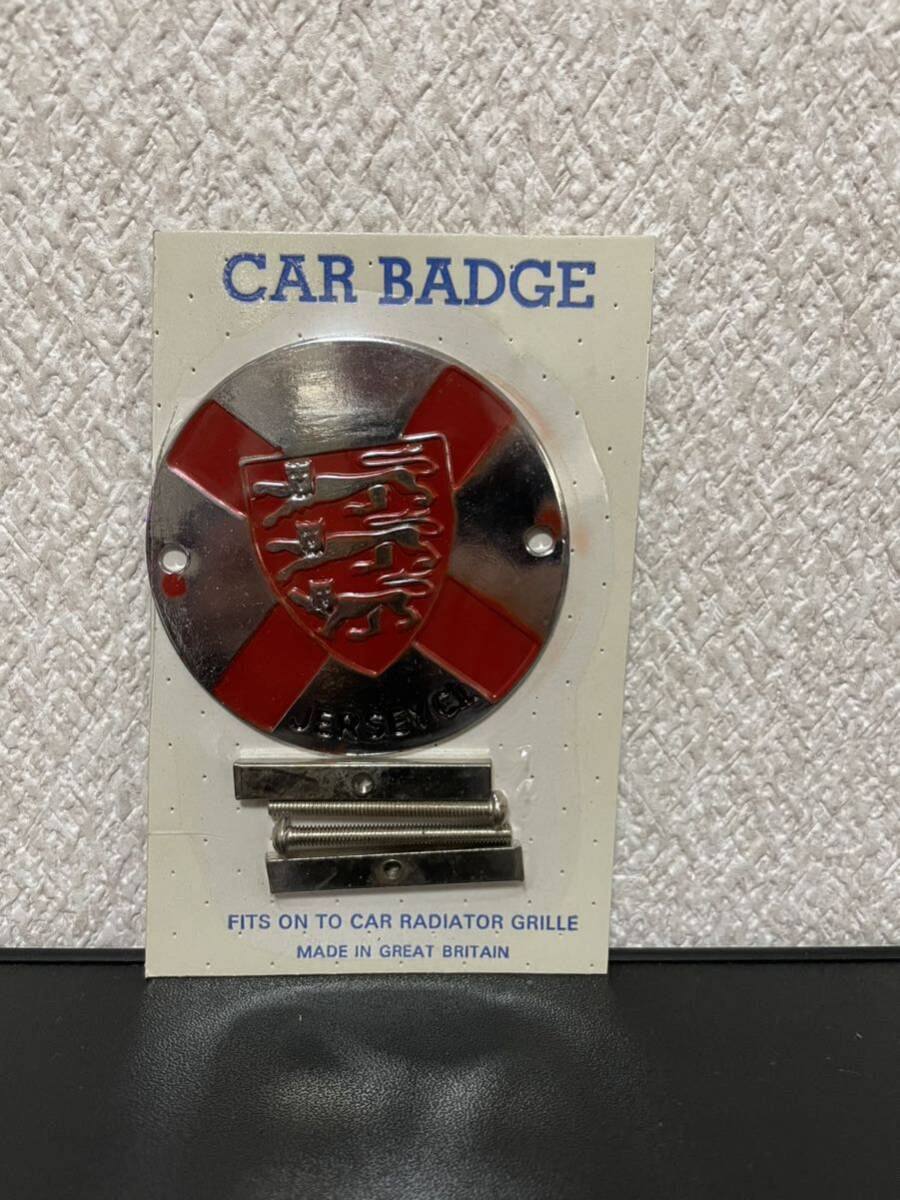 CAR BADGE
JERSEY C.I.
FITS ON TO CAR RADIATOR GRILLE
MADE IN GREAT BRITAIN